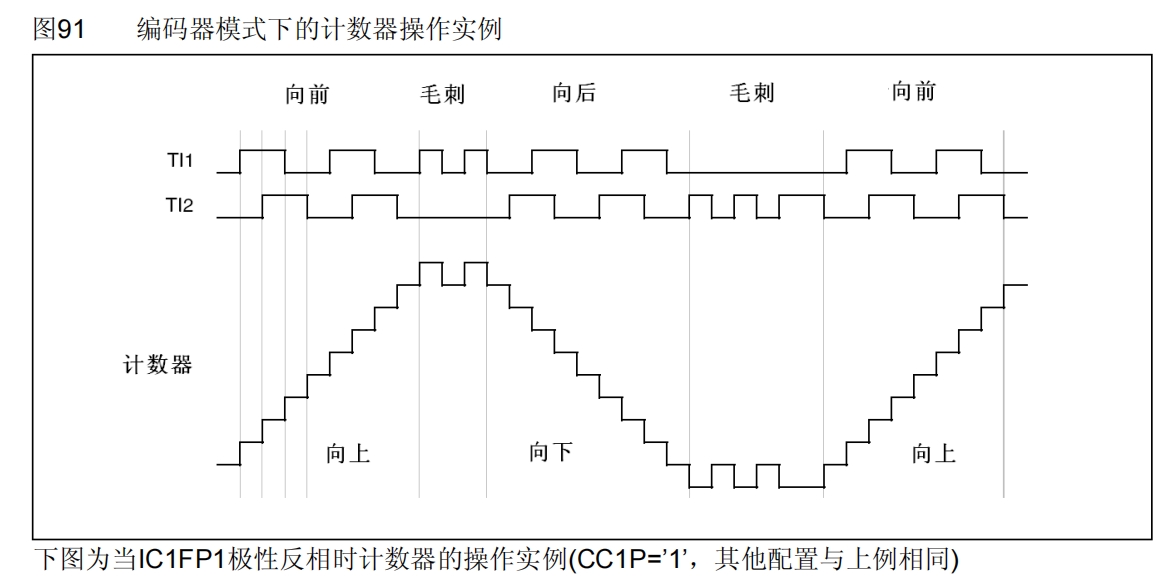 图91 编码器模式下的计数器操作实例
向前 毛刺 向后 毛刺 向前
TI1
TI2
计数器
向上 向下 向上
下图为当IC1FP1极性反相时计数器的操作实例(CC1P=’1’，其他配置与上例相同)